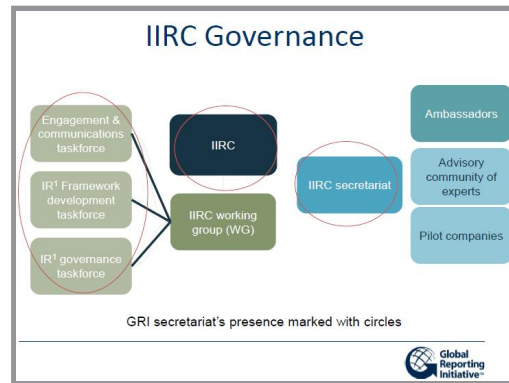 IIRC Governance
Engagement &
communications
taskforce
IR¹ Framework
development
taskforce
IR¹ governance
taskforce
IIRC
IIRC working
group (WG)
IIRC secretariat
Ambassadors
Advisory
community of
experts
Pilot companies
GRI secretariat's presence marked with circles
Global
Reporting
Initiative™